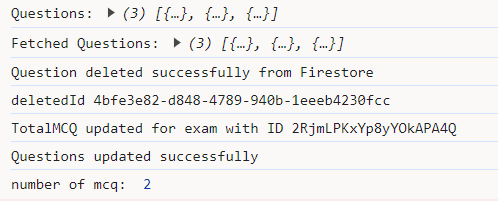 Questions: ▶ (3) [{…}, {…}, {…}]
Fetched Questions: ▶ (3) [{…}, {…}, {…}]
Question deleted successfully from Firestore
deletedId 4bfe3e82-d848-4789-940b-1eeeb4230fcc
TotalMCQ updated for exam with ID 2RjmLPKxYp8yYOkAPA4Q
Questions updated successfully
number of mcq: 2